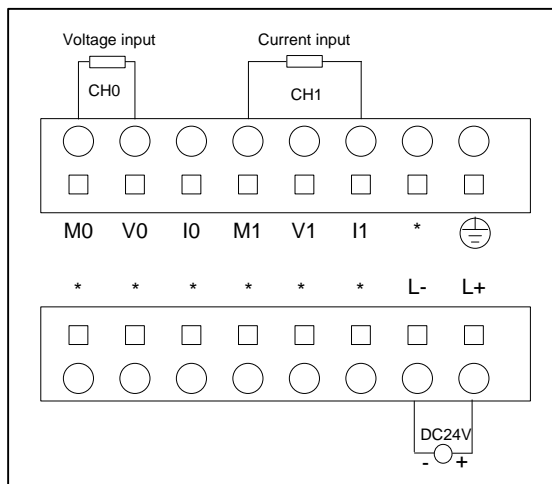 Voltage input Current input
CH0 CH1
M0 V0 I0 M1 V1 I1 *
* * * * * * L- L+
DC24V
- +